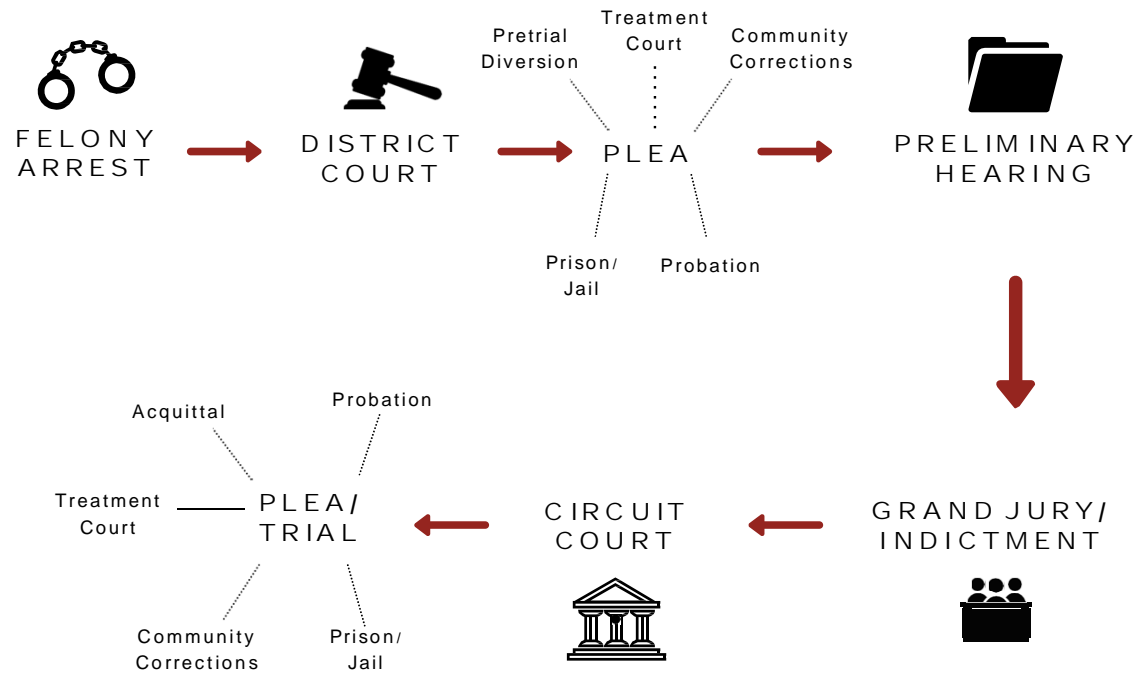 Pretrial
Diversion
Treatment
Court
Community
Corrections
FELONY
ARREST
DISTRICT
COURT
PLEA
PRELIMINARY
HEARING
Prison/
Jail
Probation
Acquittal
Probation
Treatment
Court
PLEA/
TRIAL
CIRCUIT
COURT
GRAND JURY/
INDICTMENT
Community
Corrections
Prison/
Jail